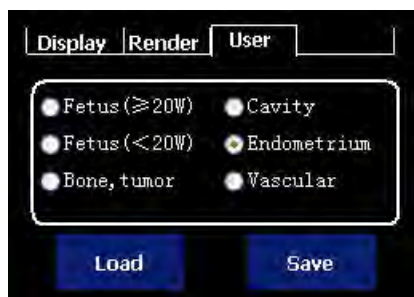 Display Render User
Fetus(≥20W) Cavity
Fetus(<20W) Endometrium
Bone,tumor Vascular
Load Save